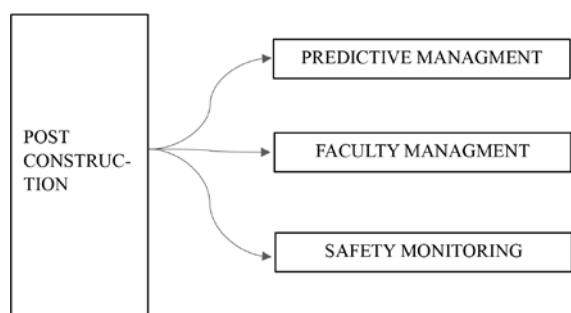 POST
CONSTRUC-
TION
PREDICTIVE MANAGMENT
FACULTY MANAGMENT
SAFETY MONITORING